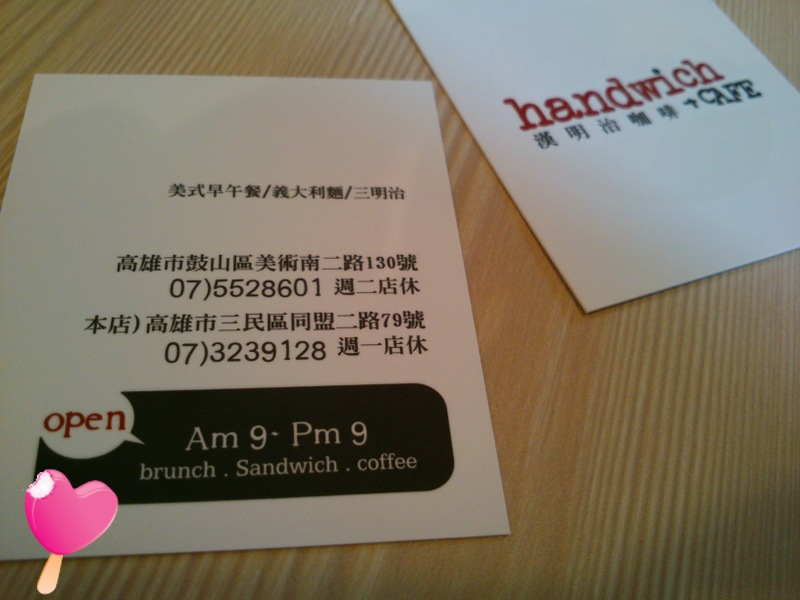 美式早午餐/義大利麵/三明治
高雄市鼓山區美術南二路130號
07)5528601 週二店休
本店)高雄市三民區同盟二路79號
07)3239128 週一店休
open
Am 9~ Pm 9
brunch . Sandwich . coffee
handwich
漢明治咖啡→CAFE